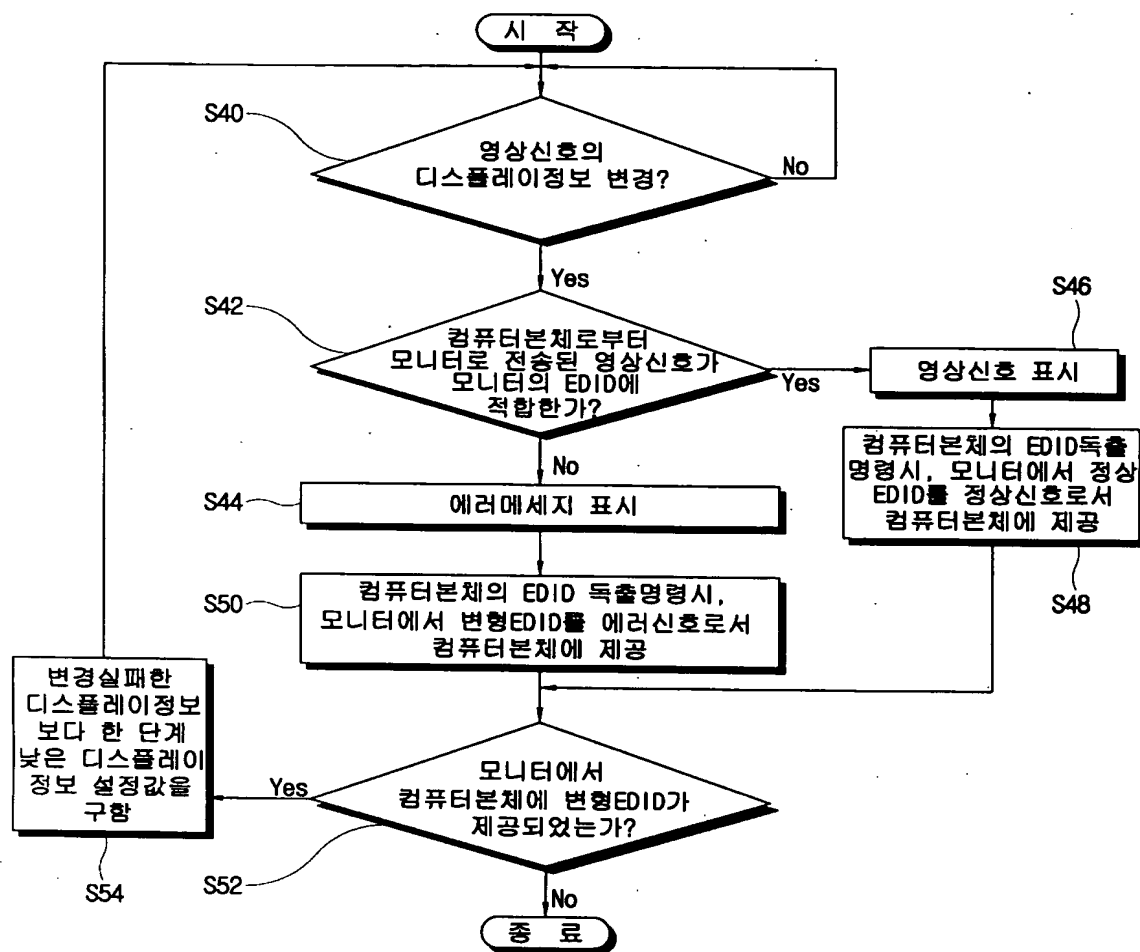 시 작
S40
영상신호의
디스플레이정보 변경?
No
Yes
S42
컴퓨터본체로부터
모니터로 전송된 영상신호가
모니터의 EDID에
적합한가?
Yes
S46
영상신호 표시
No
S44
에러메세지 표시
컴퓨터본체의 EDID독출
명령시, 모니터에서 정상
EDID를 정상신호로서
컴퓨터본체에 제공
S48
S50
컴퓨터본체의 EDID 독출명령시,
모니터에서 변형EDID를 에러신호로서
컴퓨터본체에 제공
변경실패한
디스플레이정보
보다 한 단계
낮은 디스플레이
정보 설정값을
구함
S54
Yes
모니터에서
컴퓨터본체에 변형EDID가
제공되었는가?
S52
No
종 료